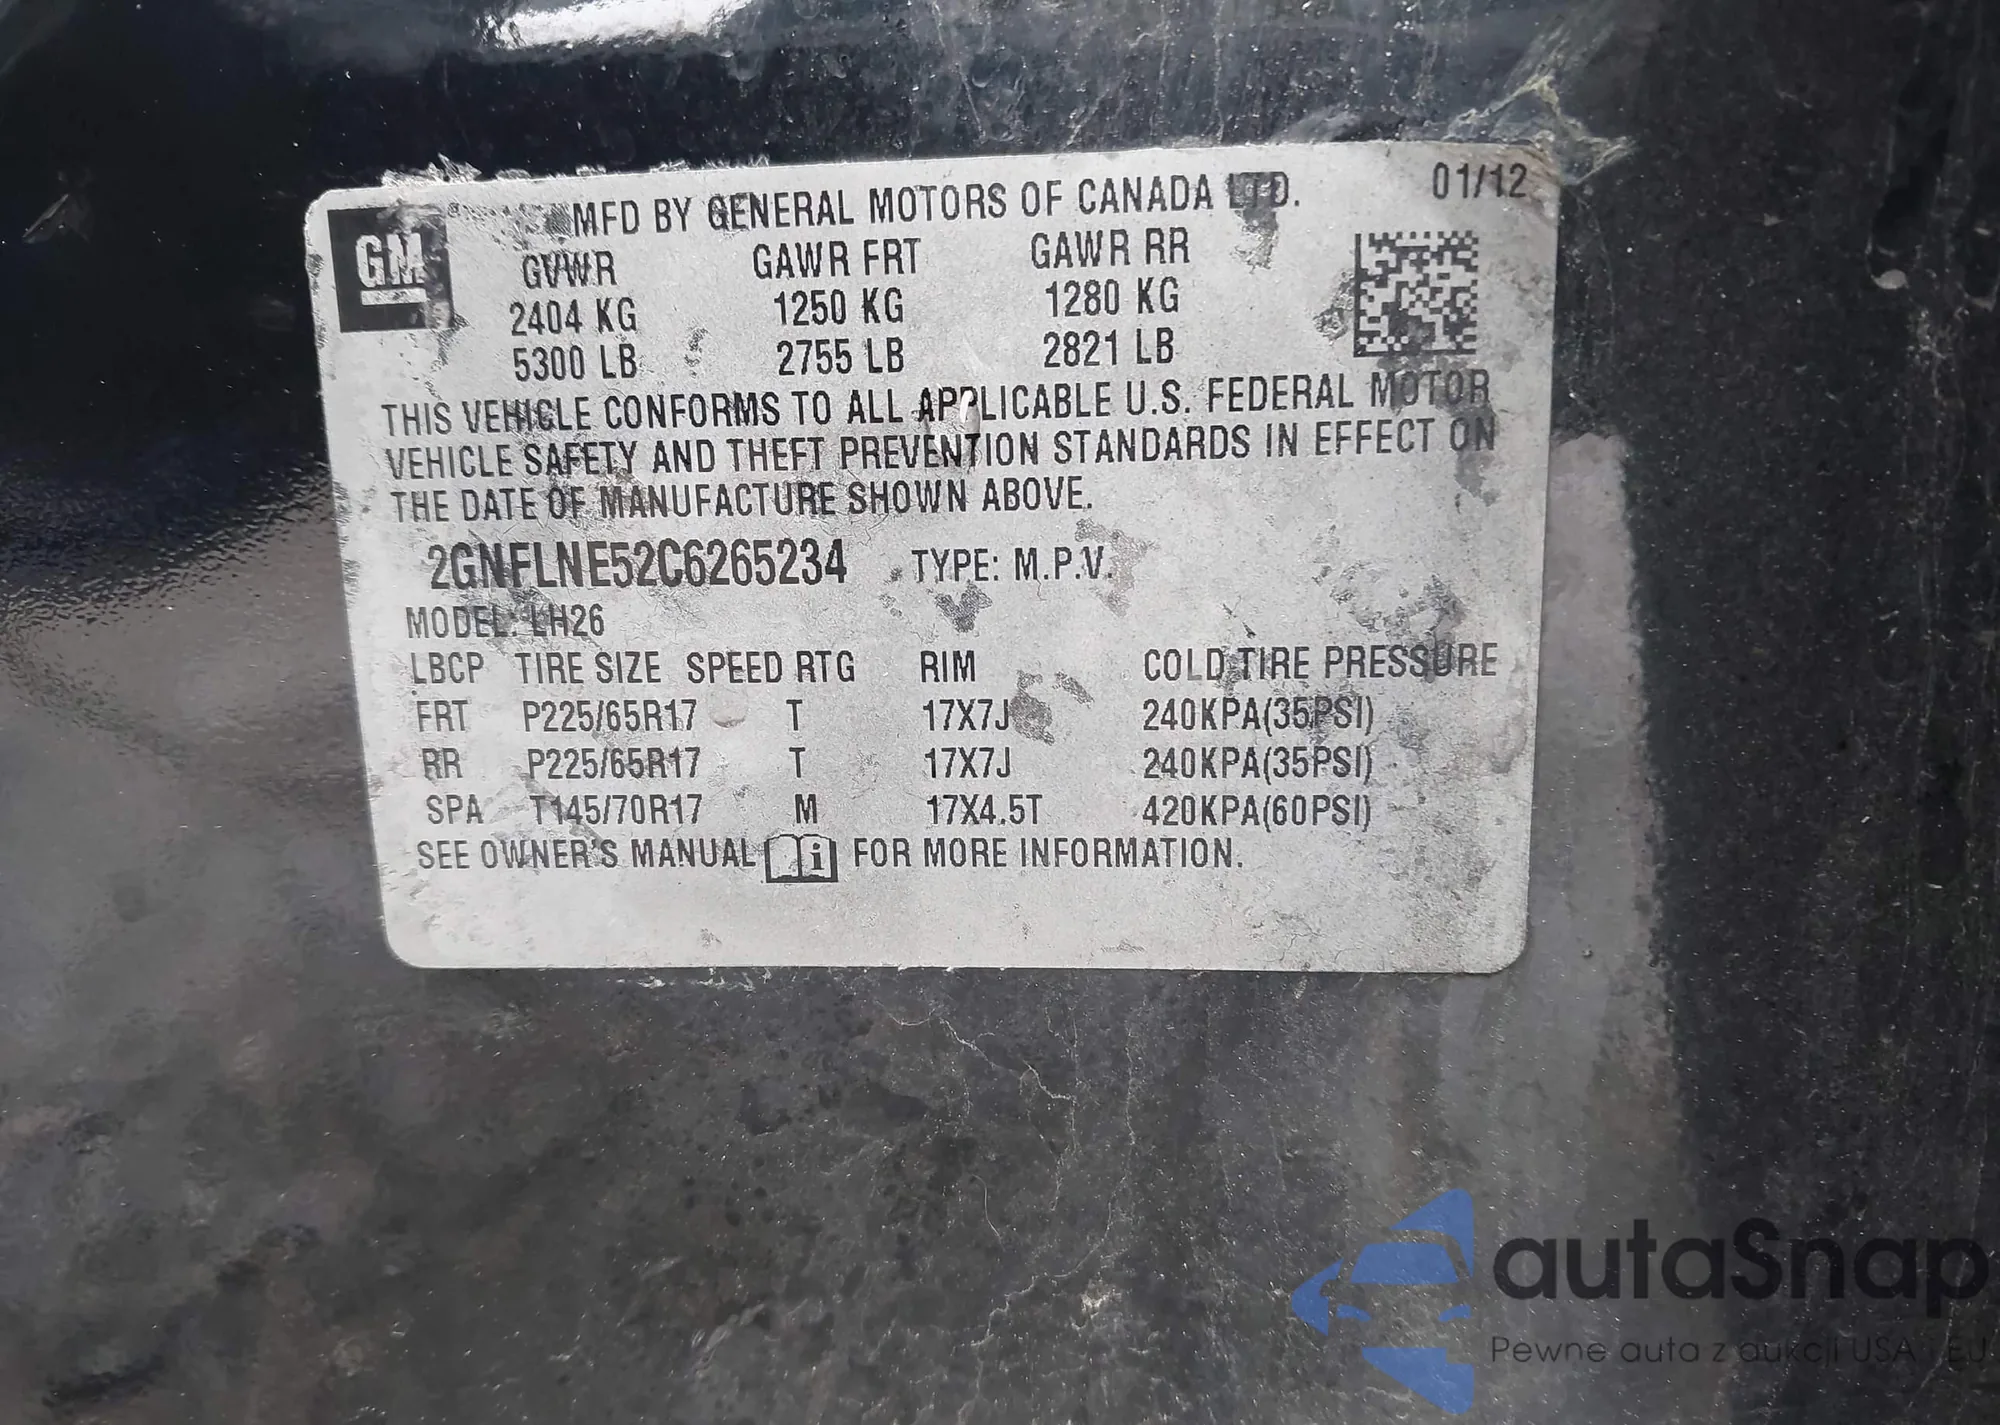 GM
MFD BY GENERAL MOTORS OF CANADA LTD. 01/12
GVWR GAWR FRT GAWR RR
2404 KG 1250 KG 1280 KG
5300 LB 2755 LB 2821 LB
THIS VEHICLE CONFORMS TO ALL APPLICABLE U.S. FEDERAL MOTOR
VEHICLE SAFETY AND THEFT PREVENTION STANDARDS IN EFFECT ON
THE DATE OF MANUFACTURE SHOWN ABOVE.
2GNFLNE52C6265234 TYPE: M.P.V.
MODEL: LH26
LBCP TIRE SIZE SPEED RTG RIM COLD TIRE PRESSURE
FRT P225/65R17 T 17X7J 240KPA(35PSI)
RR P225/65R17 T 17X7J 240KPA(35PSI)
SPA T145/70R17 M 17X4.5T 420KPA(60PSI)
SEE OWNER'S MANUAL i FOR MORE INFORMATION.
autaSnap
Pewne auta z aukcji USA i EU